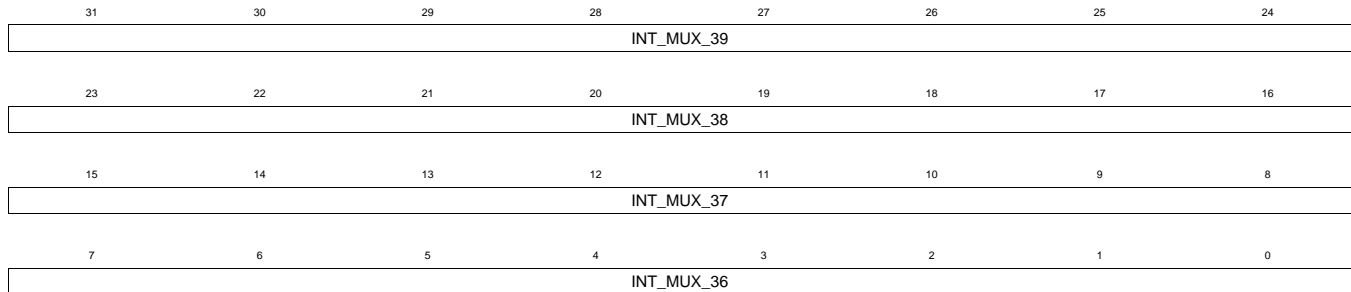 31 30 29 28 27 26 25 24
INT_MUX_39
23 22 21 20 19 18 17 16
INT_MUX_38
15 14 13 12 11 10 9 8
INT_MUX_37
7 6 5 4 3 2 1 0
INT_MUX_36